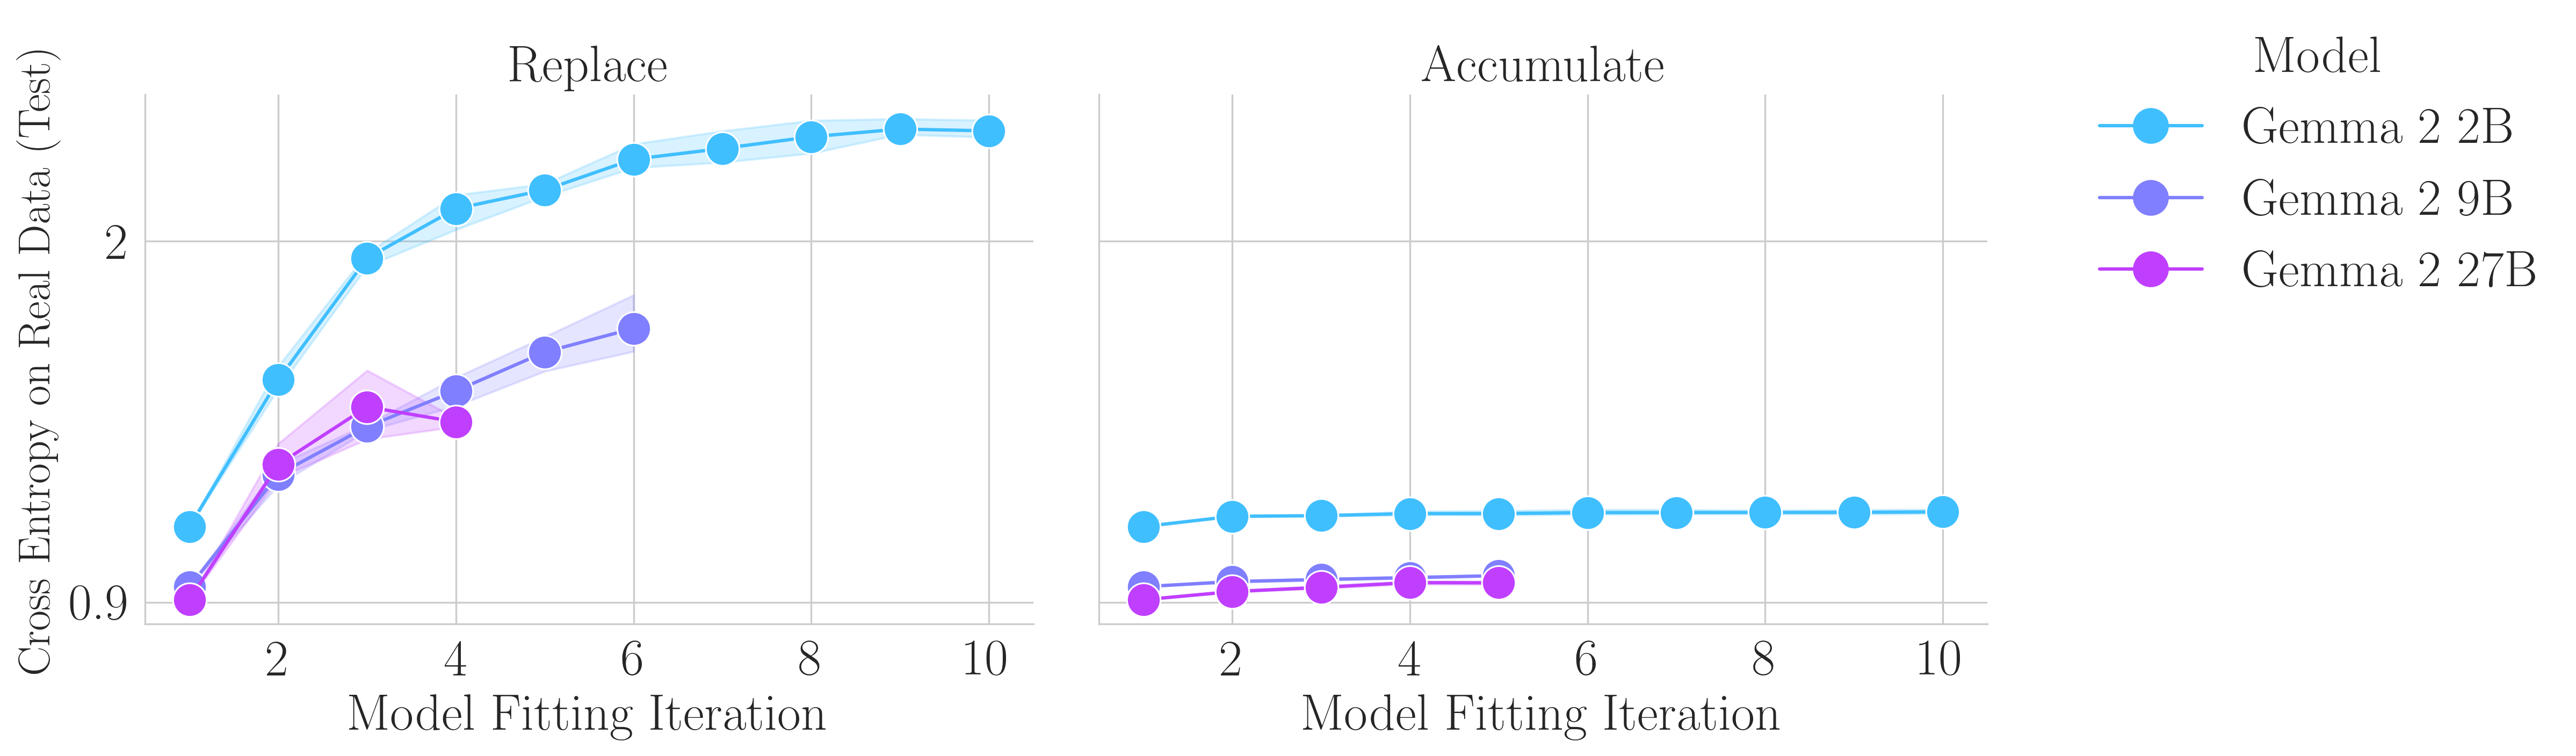 Replace
Accumulate
Model
Gemma 2 2B
Gemma 2 9B
Gemma 2 27B
Cross Entropy on Real Data (Test)
2
0.9
2 4 6 8 10
2 4 6 8 10
Model Fitting Iteration
Model Fitting Iteration